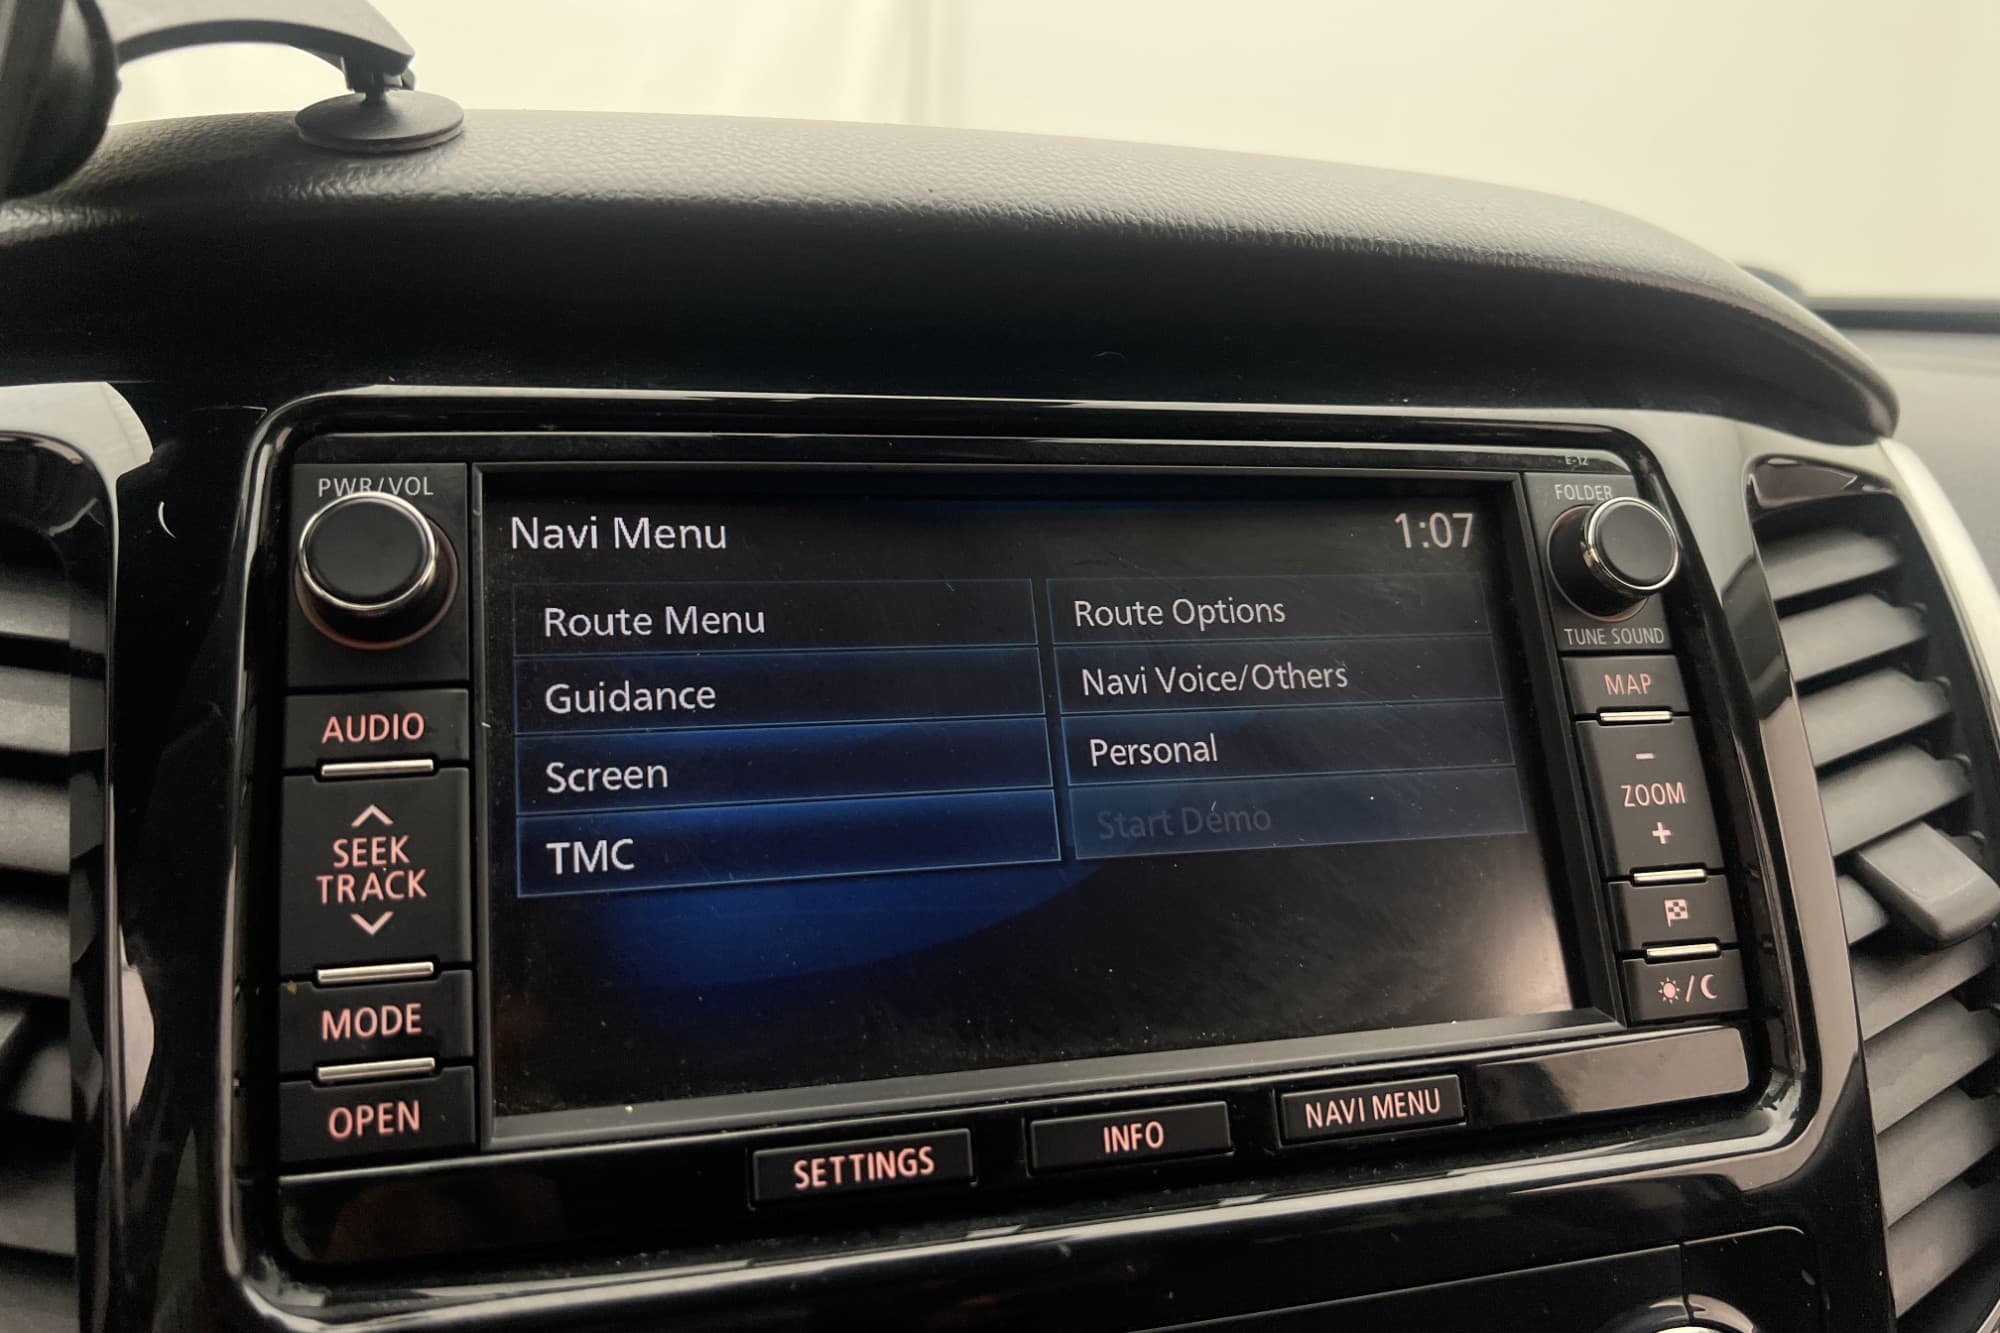 E-12
PWR/VOL
FOLDER
Navi Menu
1:07
Route Menu
Route Options
Guidance
Navi Voice/Others
Screen
Personal
TMC
Start Demo
TUNE SOUND
AUDIO
SEEK
TRACK
MODE
OPEN
MAP
-
ZOOM
+
/
SETTINGS
INFO
NAVI MENU